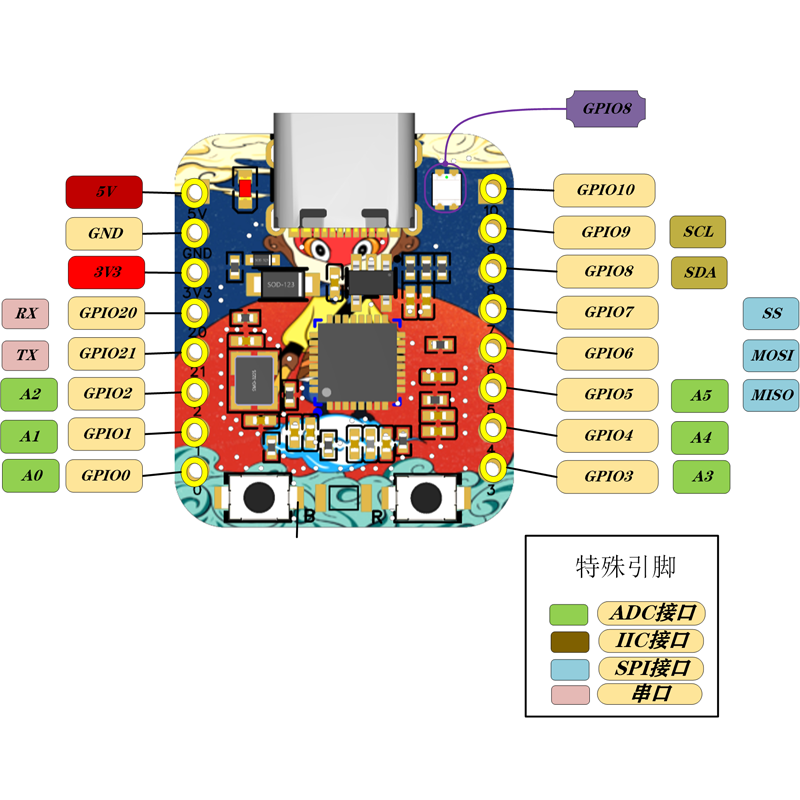 GPIO8
5V
GND
3V3
RX GPIO20
TX GPIO21
A2 GPIO2
A1 GPIO1
A0 GPIO0
5V
GND
3V3
20
21
2
1
0
SOD-123
10
9
8
7
6
5
4
3
B
R
GPIO10
GPIO9 SCL
GPIO8 SDA
GPIO7 SS
GPIO6 MOSI
GPIO5 A5 MISO
GPIO4 A4
GPIO3 A3
特殊引脚
ADC接口
IIC接口
SPI接口
串口